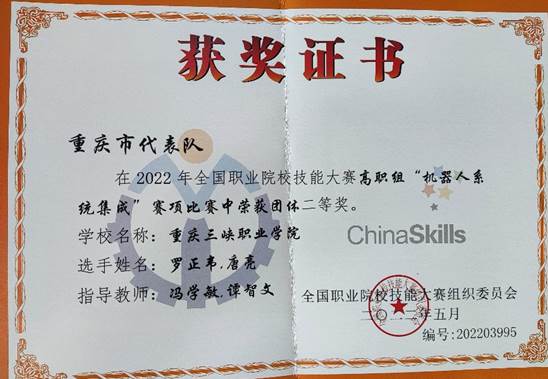 获奖证书
重庆市代表队
在2022年全国职业院校技能大赛高职组“机器人系
统集成”赛项比赛中荣获团体二等奖。
学校名称：重庆三峡职业学院
ChinaSkills
选手姓名：罗正韦,唐亮
指导教师：冯学敏,谭智文
全国职业院校技能大赛组织委员会
二〇二二年五月
编号:202203995